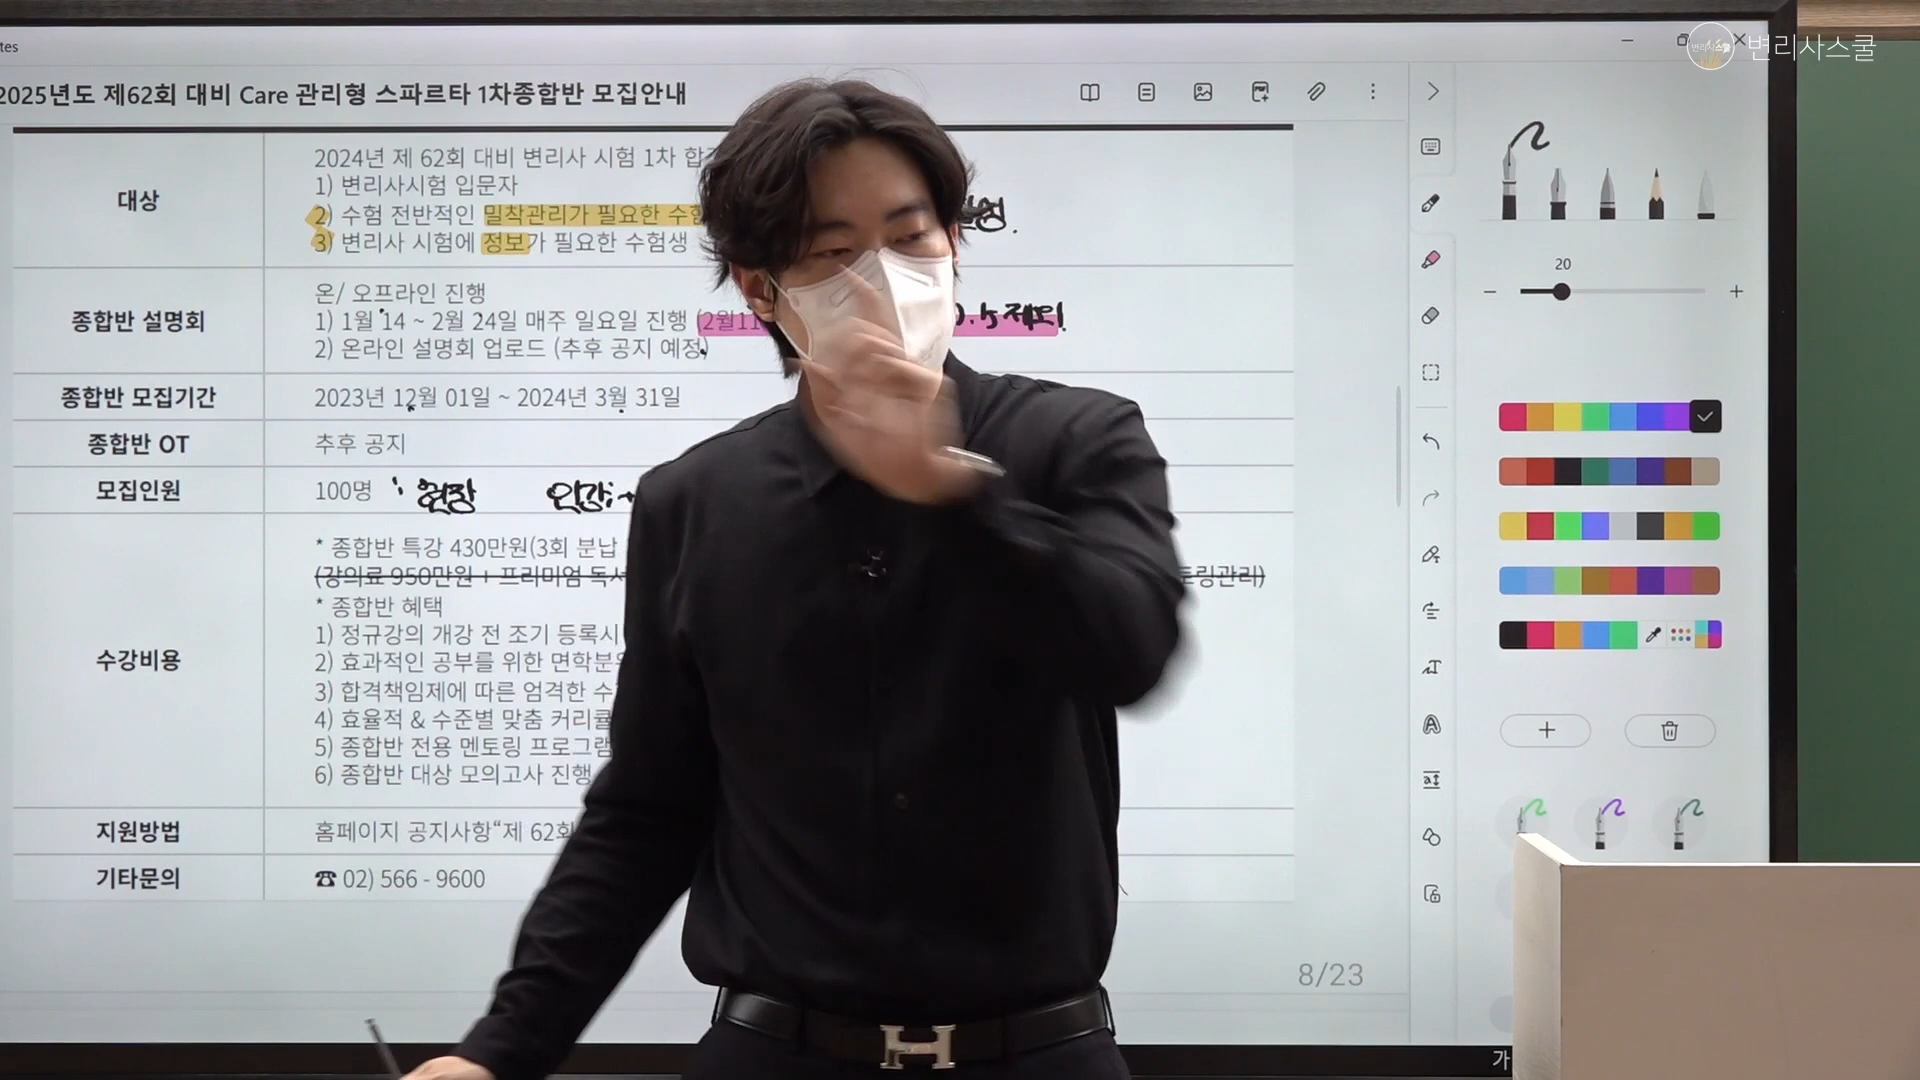 tes
변리사스쿨
2025년도 제62회 대비 Care 관리형 스파르타 1차종합반 모집안내
대상
2024년 제 62회 대비 변리사 시험 1차
1) 변리사시험 입문자
2) 수험 전반적인 밀착관리가 필요한
3) 변리사 시험에 정보가 필요한 수험생
종합반 설명회
온/ 오프라인 진행
1) 1월 14 ~ 2월 24일 매주 일요일 진행 (2월11
제외!
2) 온라인 설명회 업로드 (추후 공지 예정)
종합반 모집기간
2023년 12월 01일 ~ 2024년 3월 31일
종합반 OT
추후 공지
모집인원
100명 현장 인강
수강비용
* 종합반 특강 430만원(3회 분납
(강의료 950만원 + 프리미엄 독서
토링관리)
* 종합반 혜택
1) 정규강의 개강 전 조기 등록시
2) 효과적인 공부를 위한
3) 합격책임제에 따른 엄격한
4) 효율적 & 수준별 맞춤 커리큘
5) 종합반 전용 멘토링 프로그램
6) 종합반 대상 모의고사 진행
지원방법
홈페이지 공지사항“제 62회
기타문의
☎ 02) 566 - 9600
8/23
20
가